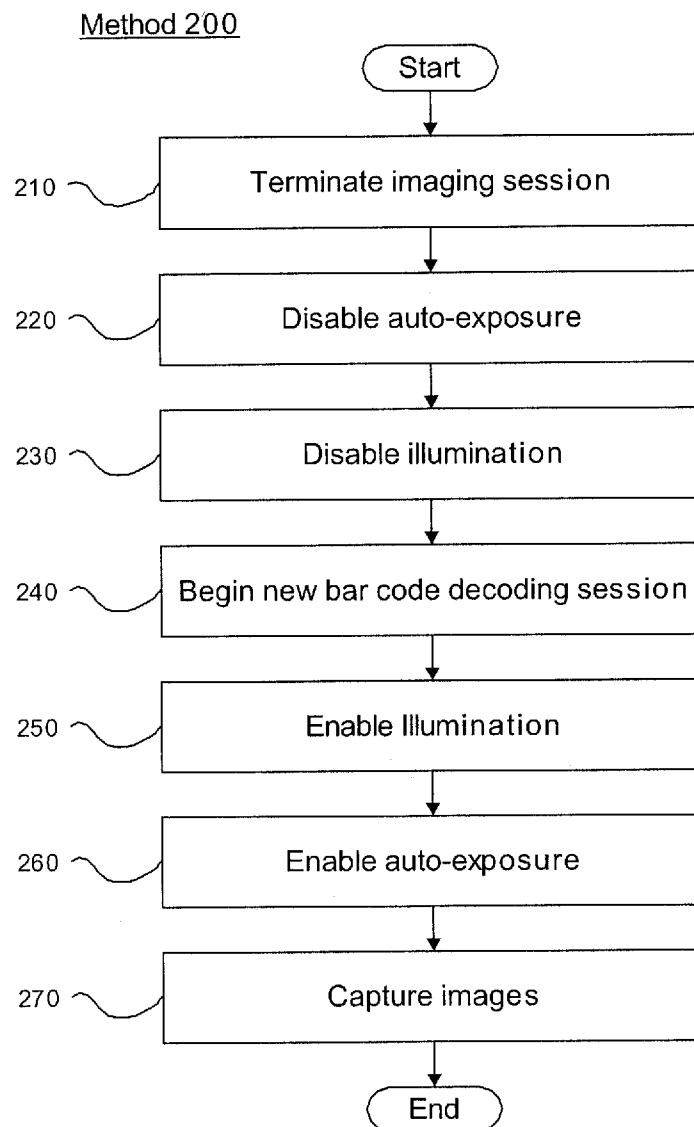 Method 200
Start
210 Terminate imaging session
220 Disable auto-exposure
230 Disable illumination
240 Begin new bar code decoding session
250 Enable Illumination
260 Enable auto-exposure
270 Capture images
End